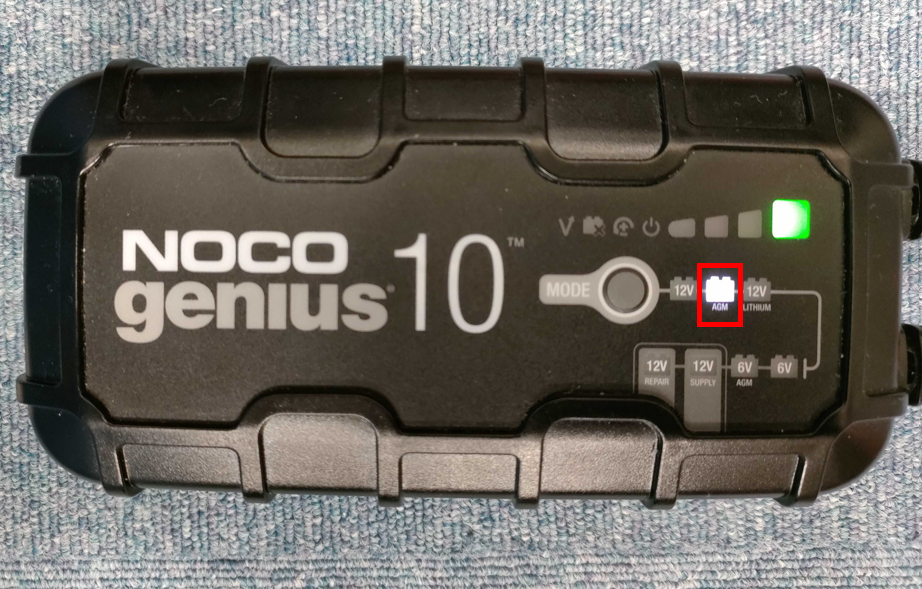 NOCO
genius® 10™
MODE
12V
AGM
12V
LITHIUM
12V
REPAIR
12V
SUPPLY
6V
AGM
6V